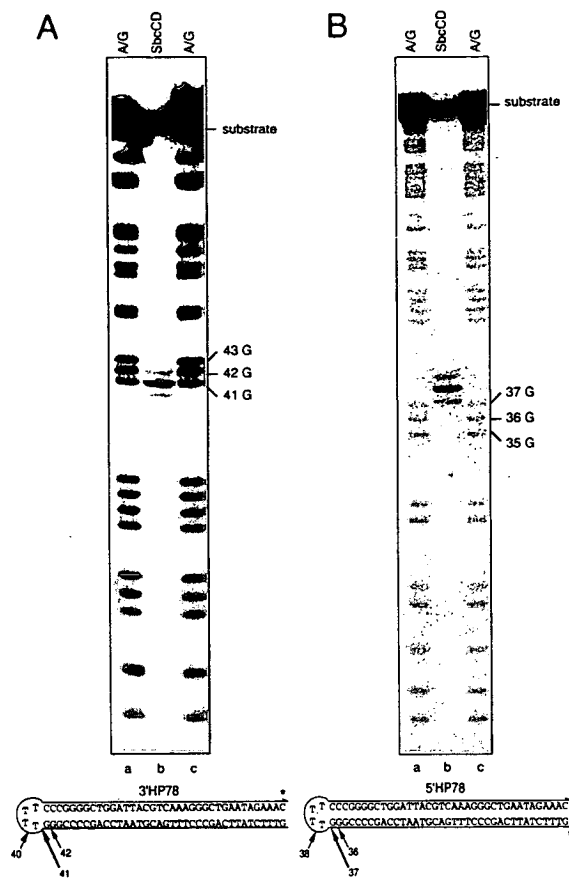 A
A/G
SbcCD
A/G
substrate
43 G
42 G
41 G
a b c
3'HP78
*
T CCCGGGGCTGGATTACGTCAAAGGGCTGAATAGAAAC
T
T
T GGGCCCCGACCTAATGCAGTTTCCCGACTTATCTTTG
40 42
41
B
A/G
SbcCD
A/G
substrate
37 G
36 G
35 G
a b c
5'HP78
T CCCGGGGCTGGATTACGTCAAAGGGCTGAATAGAAAC
T
T
T GGGCCCCGACCTAATGCAGTTTCCCGACTTATCTTTG
38 36
37